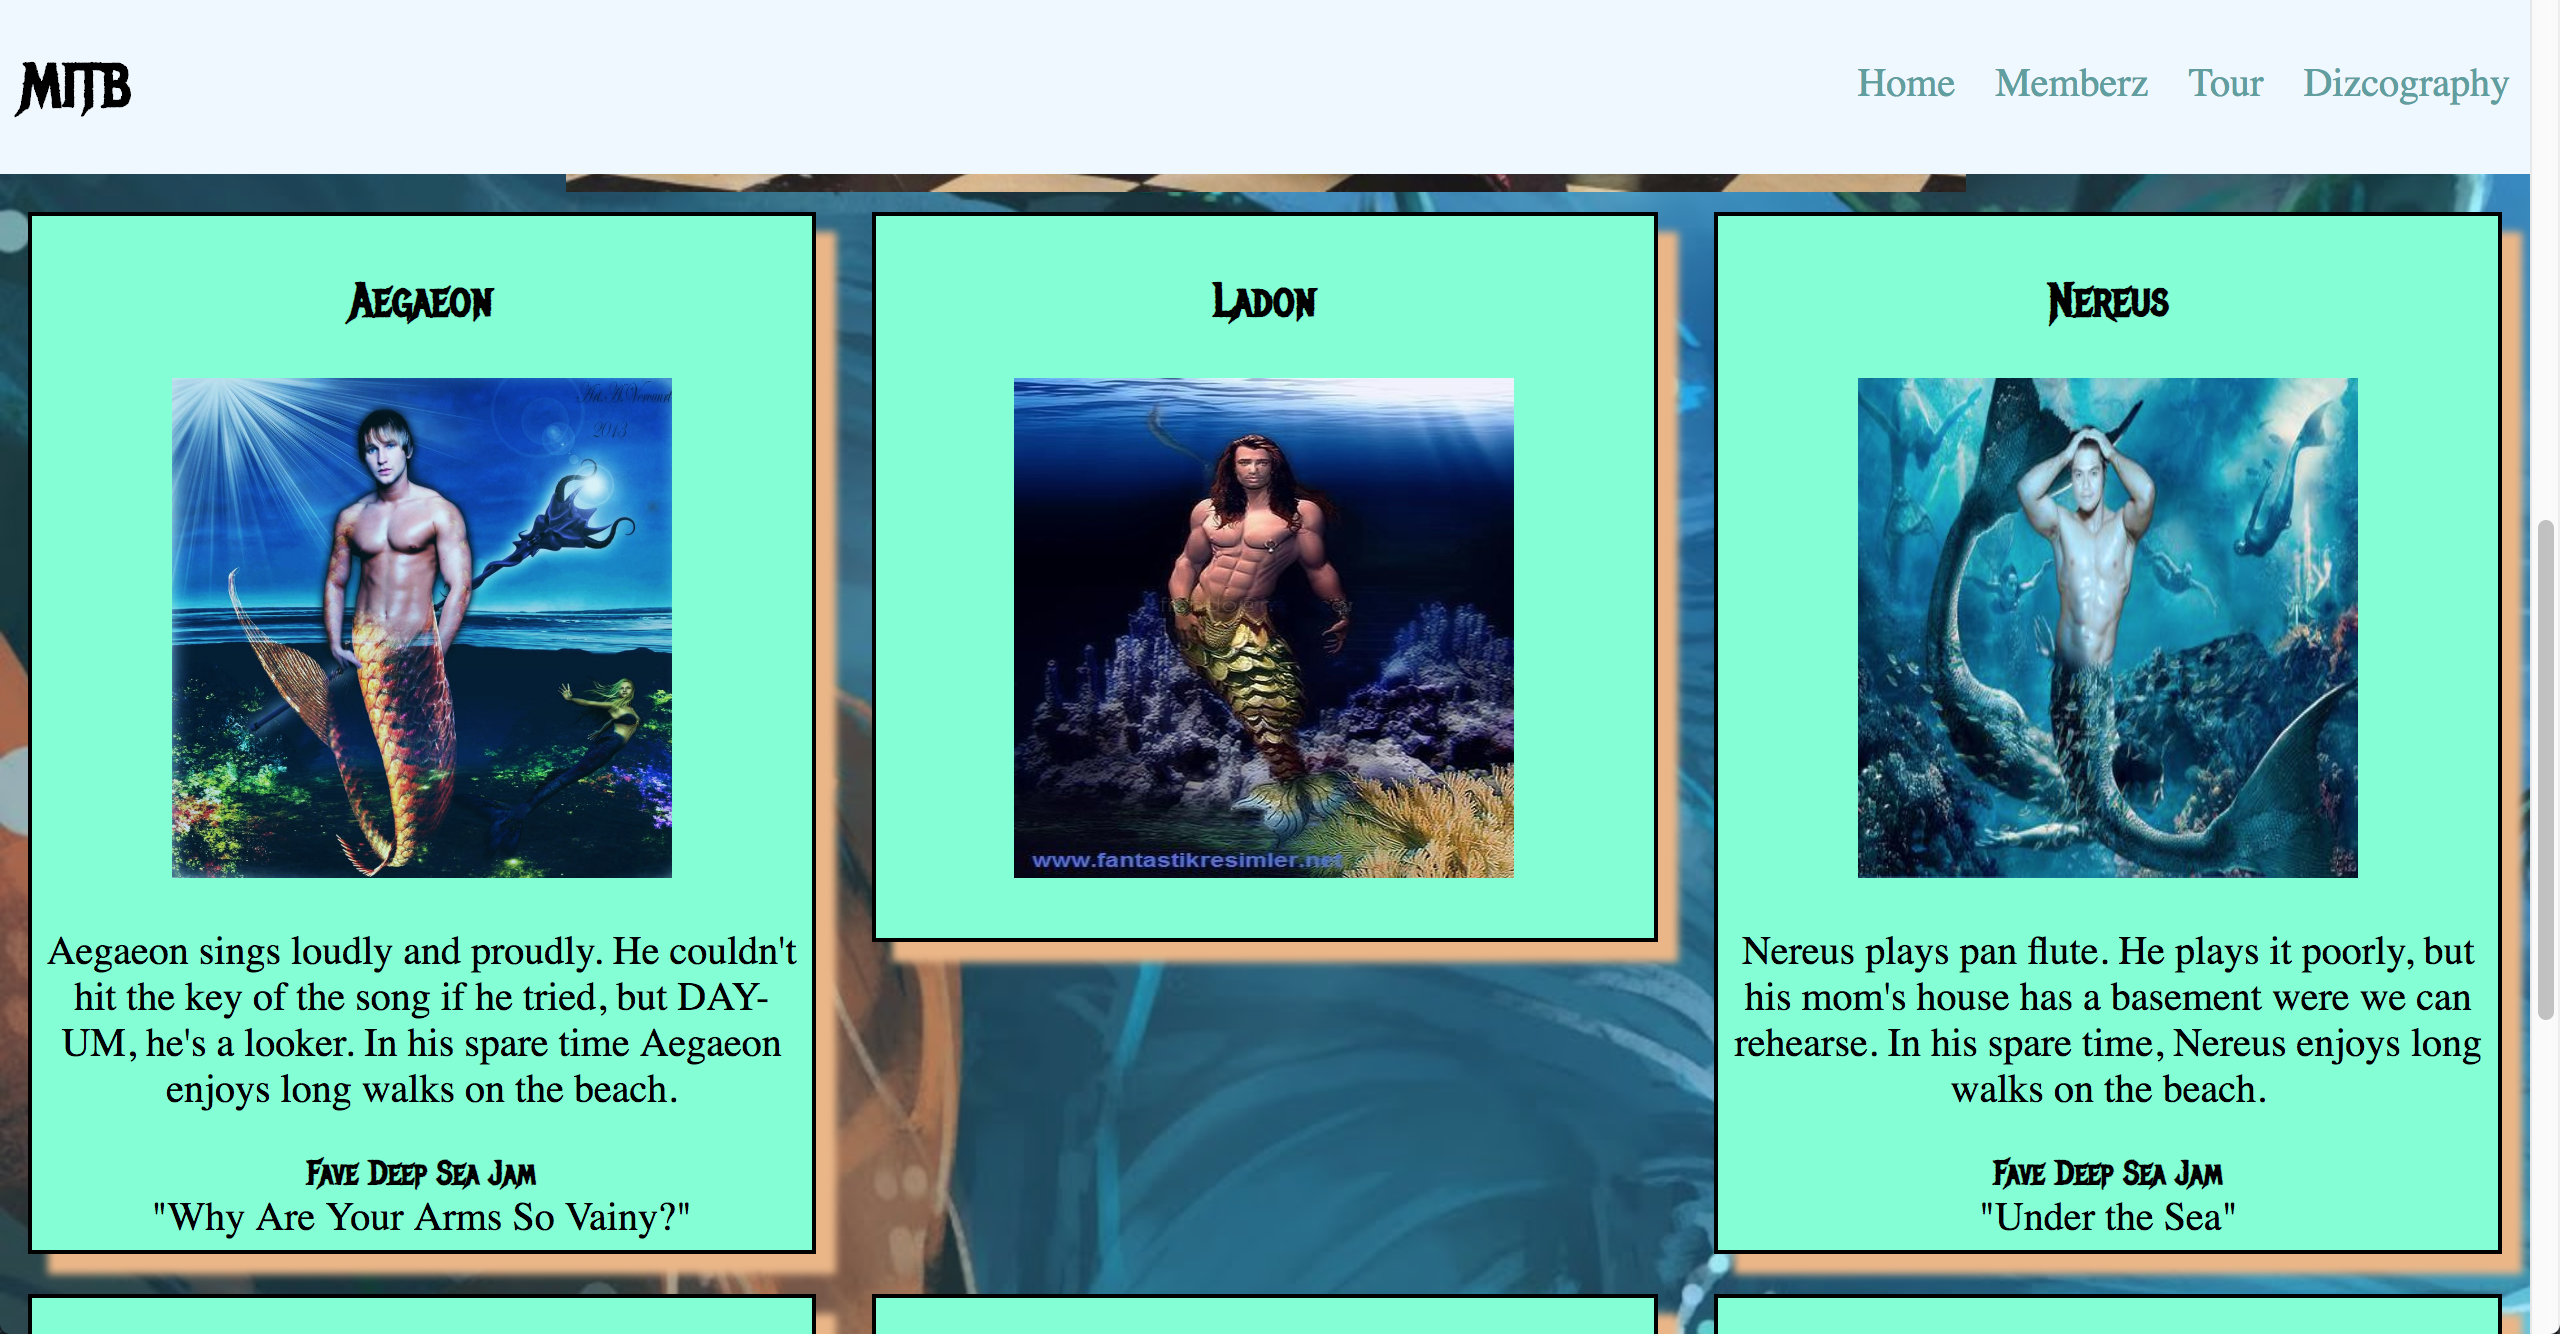 MITB
Home Memberz Tour Dizcography
Aegaeon
Ladon
Nereus
2013
www.fantastikresimler.net
Aegaeon sings loudly and proudly. He couldn't
hit the key of the song if he tried, but DAY-
UM, he's a looker. In his spare time Aegaeon
enjoys long walks on the beach.
Fave Deep Sea Jam
"Why Are Your Arms So Vainy?"
Nereus plays pan flute. He plays it poorly, but
his mom's house has a basement were we can
rehearse. In his spare time, Nereus enjoys long
walks on the beach.
Fave Deep Sea Jam
"Under the Sea"